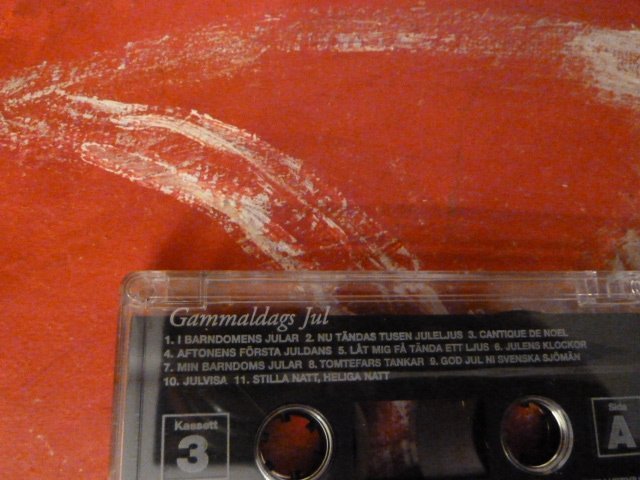 Gammaldags Jul
1. I BARNDOMENS JULAR 2. NU TÄNDAS TUSEN JULELJUS 3. CANTIQUE DE NOEL
4. AFTONENS FÖRSTA JULDANS 5. LÅT MIG FÅ TÄNDA ETT LJUS 6. JULENS KLOCKOR
7. MIN BARNDOMS JULAR 8. TOMTEFARS TANKAR 9. GOD JUL NI SVENSKA SJÖMÄN
10. JULVISA 11. STILLA NATT, HELIGA NATT
Kassett
3
Sida
A